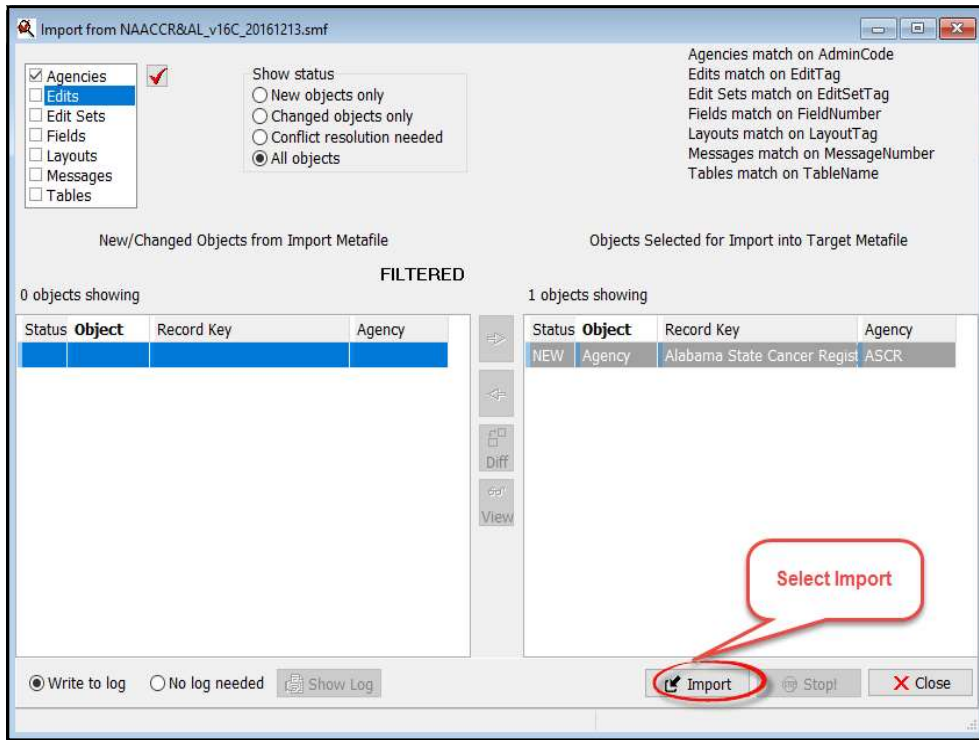 Import from NAACCR&AL_v16C_20161213.smf
Agencies
Edits
Edit Sets
Fields
Layouts
Messages
Tables
Show status
New objects only
Changed objects only
Conflict resolution needed
All objects
Agencies match on AdminCode
Edits match on EditTag
Edit Sets match on EditSetTag
Fields match on FieldNumber
Layouts match on LayoutTag
Messages match on MessageNumber
Tables match on TableName
New/Changed Objects from Import Metafile
Objects Selected for Import into Target Metafile
FILTERED
0 objects showing
1 objects showing
Status Object Record Key Agency
Status Object Record Key Agency
NEW Agency Alabama State Cancer Regist ASCR
Diff
View
Select Import
Write to log
No log needed
Show Log
Import
Stop!
Close